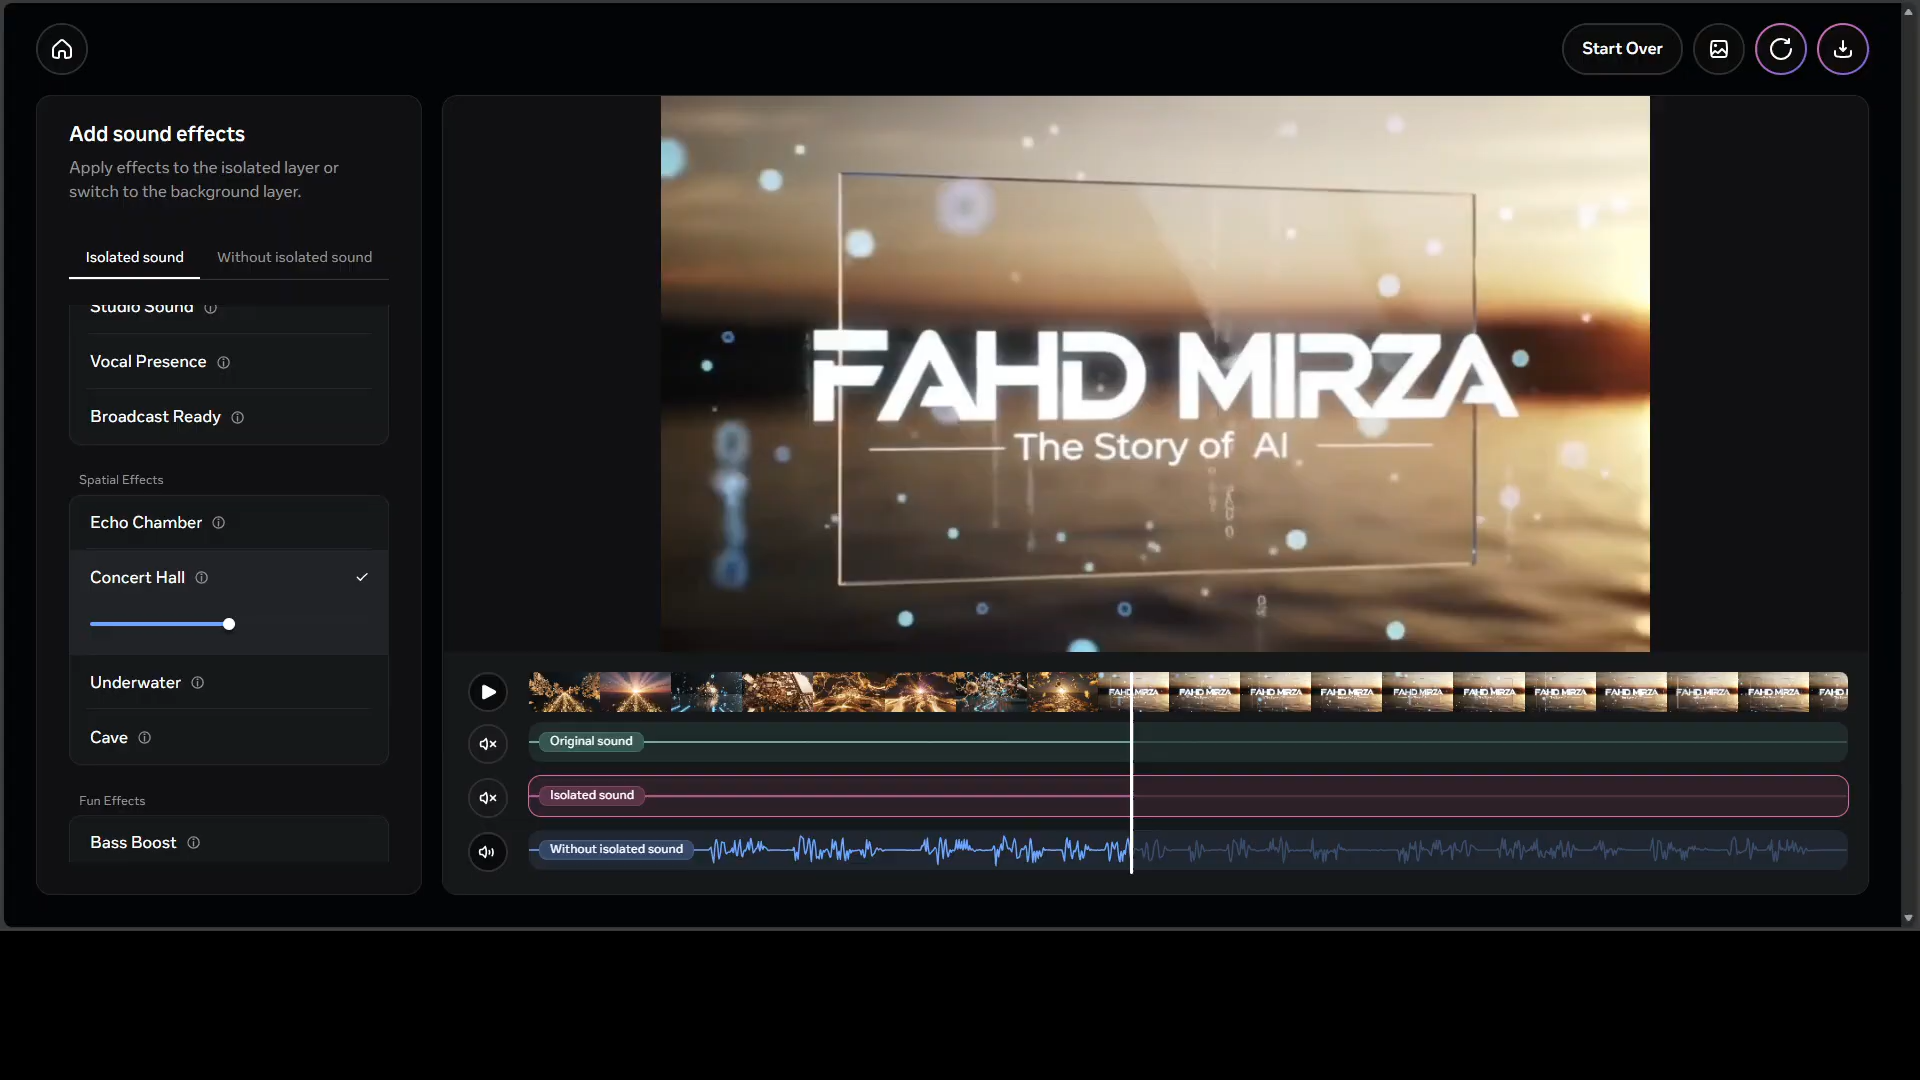 Start Over
Add sound effects
Apply effects to the isolated layer or
switch to the background layer.
Isolated sound
Without isolated sound
Studio Sound
Vocal Presence
Broadcast Ready
Spatial Effects
Echo Chamber
Concert Hall
Underwater
Cave
Fun Effects
Bass Boost
FAHD MIRZA
The Story of AI
Original sound
Isolated sound
Without isolated sound